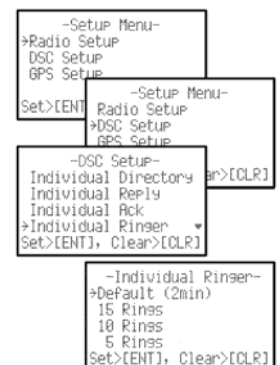 -Setup Menu-
→Radio Setup
DSC Setup
GPS Setup
Set>[ENT
-Setup Menu-
Radio Setup
→DSC Setup
GPS Setup
ar>[CLR]
-DSC Setup-
Individual Directory
Individual Reply
Individual Ack
→Individual Ringer
Set>[ENT], Clear>[CLR]
-Individual Ringer-
→Default (2min)
15 Rings
10 Rings
5 Rings
Set>[ENT], Clear>[CLR]